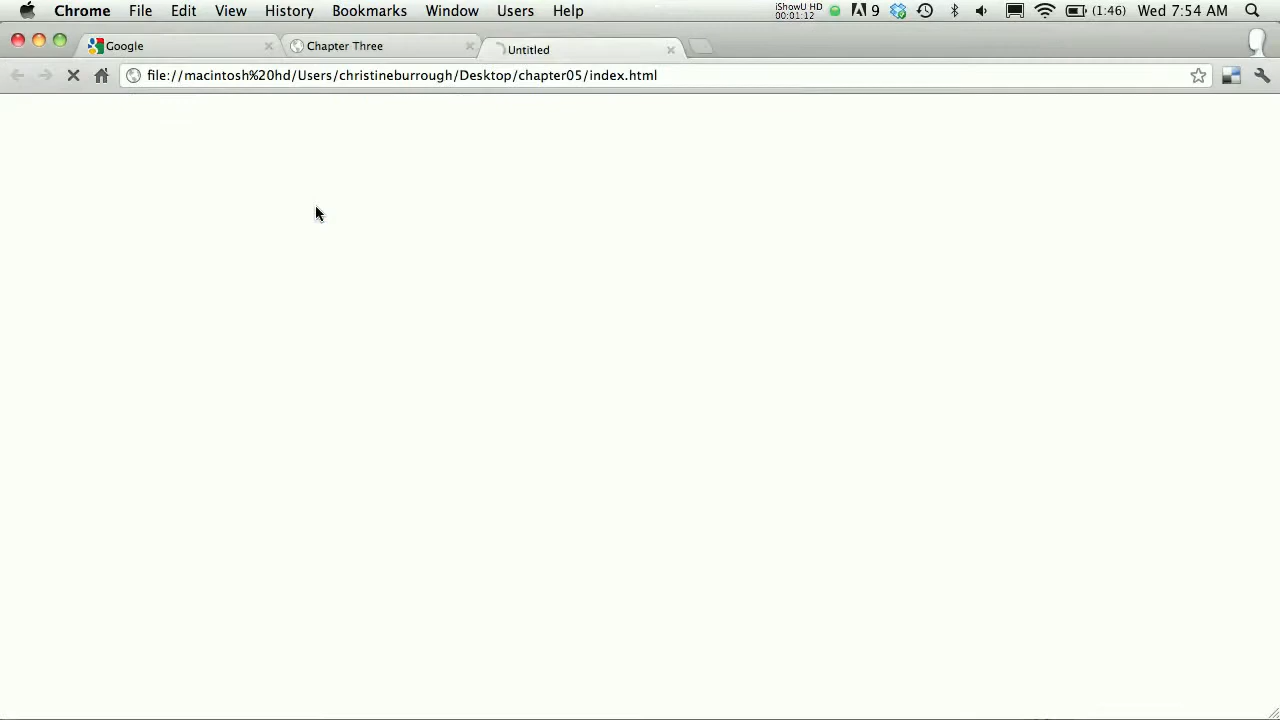 Chrome File Edit View History Bookmarks Window Users Help iShowU HD 00:01:12 9 (1:46) Wed 7:54 AM
Google Chapter Three Untitled
file://macintosh%20hd/Users/christineburrough/Desktop/chapter05/index.html